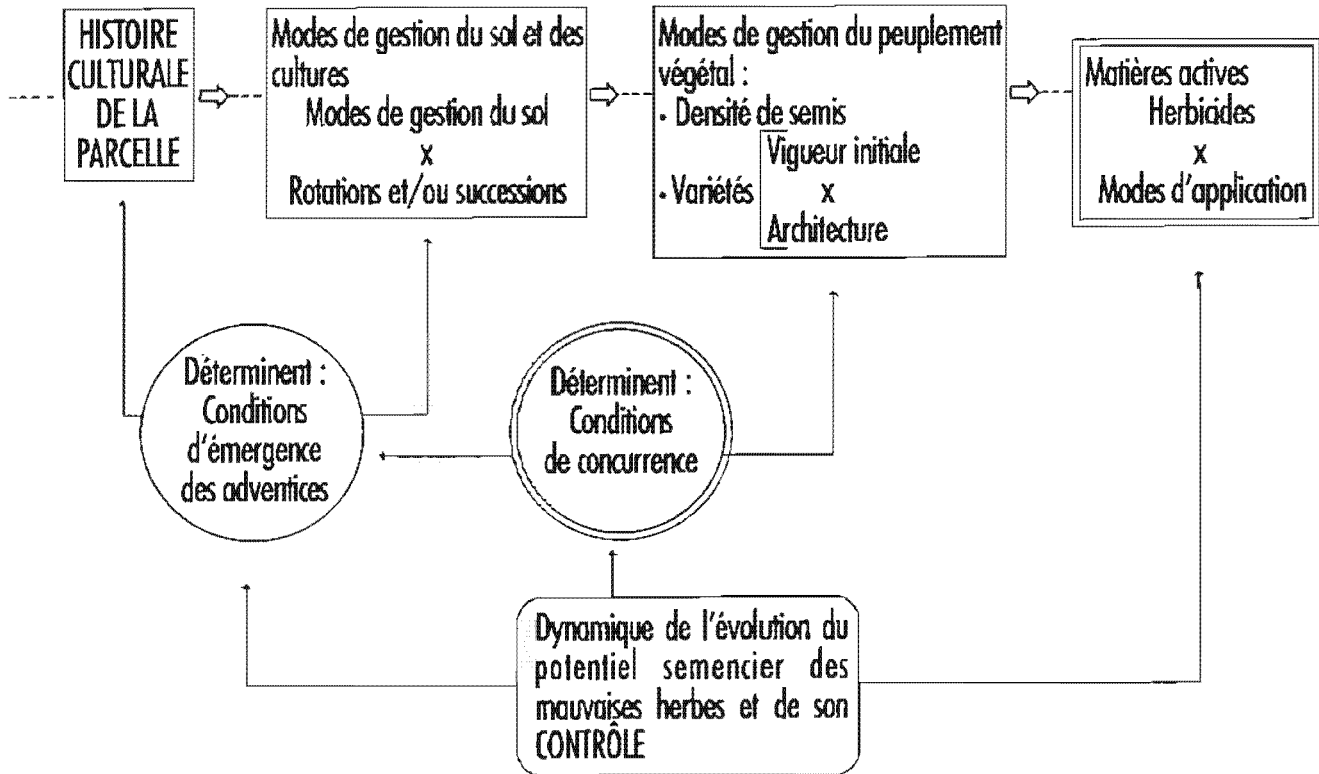 HISTOIRE
CULTURALE
DE LA
PARCELLE
Modes de gestion du sol et des
cultures
Modes de gestion du sol
x
Rotations et/ou successions
Modes de gestion du peuplement
végétal :
• Densité de semis
Vigueur initiale
• Variétés x
Architecture
Matières actives
Herbicides
x
Modes d'application
Déterminent :
Conditions
d'émergence
des adventices
Déterminent :
Conditions
de concurrence
Dynamique de l'évolution du
potentiel semencier des
mauvaises herbes et de son
CONTRÔLE